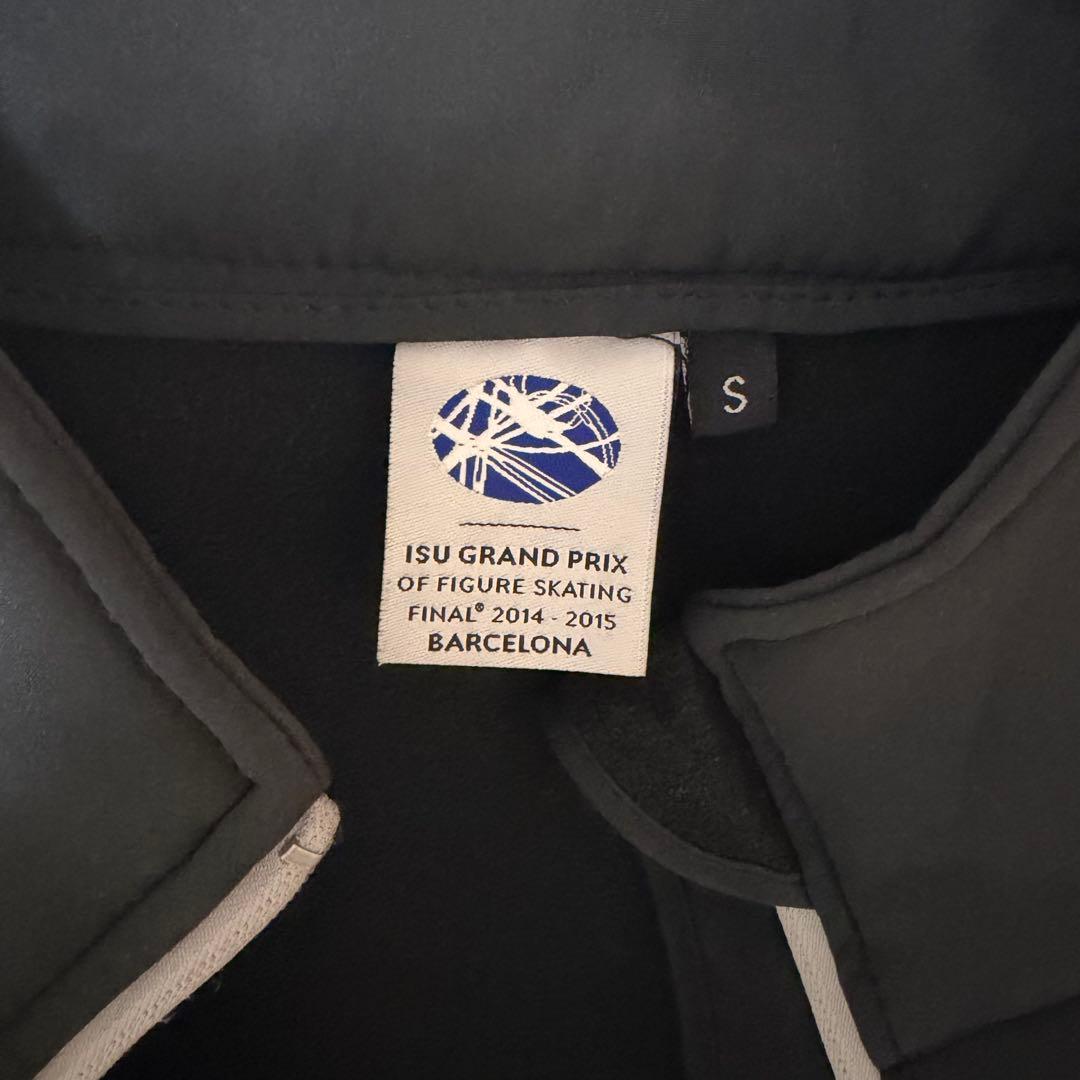 S
ISU GRAND PRIX
OF FIGURE SKATING
FINAL® 2014 - 2015
BARCELONA